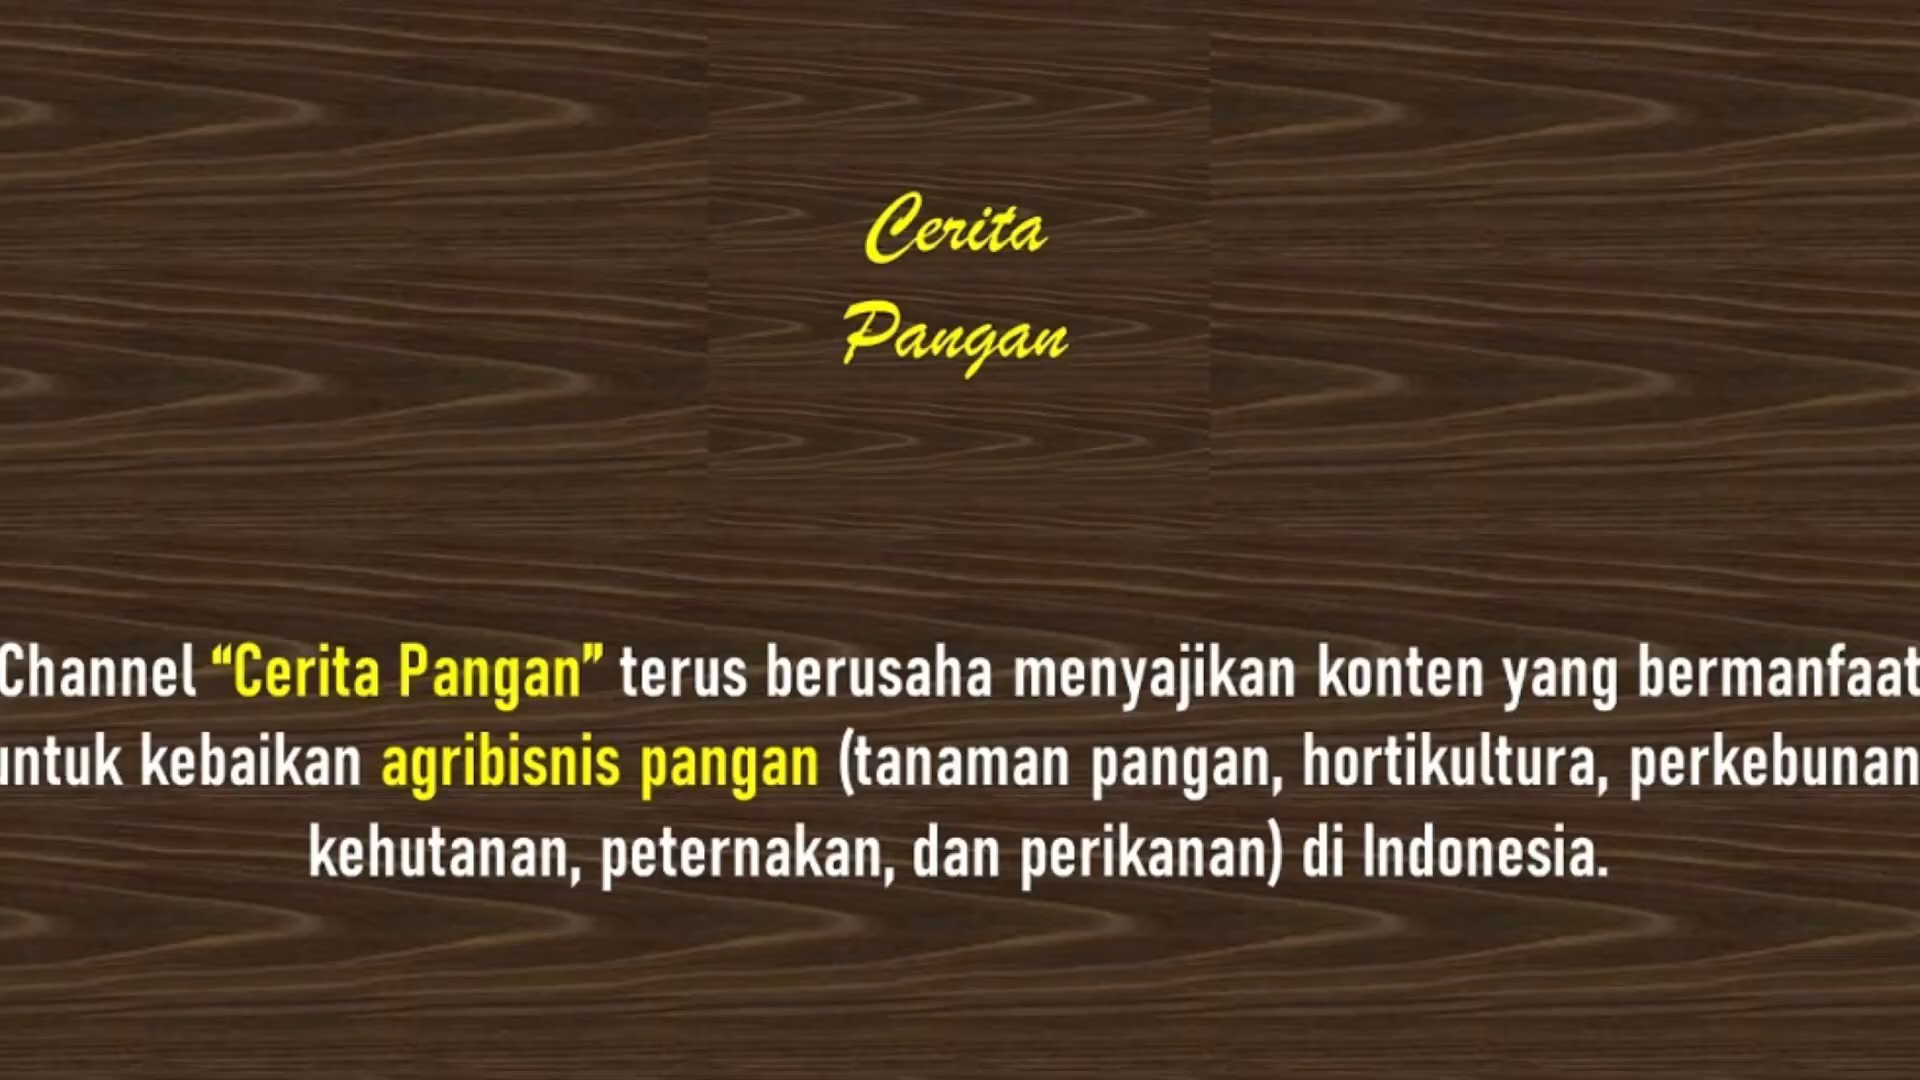 Cerita
Pangan
Channel “Cerita Pangan” terus berusaha menyajikan konten yang bermanfaat
untuk kebaikan agribisnis pangan (tanaman pangan, hortikultura, perkebunan
kehutanan, peternakan, dan perikanan) di Indonesia.